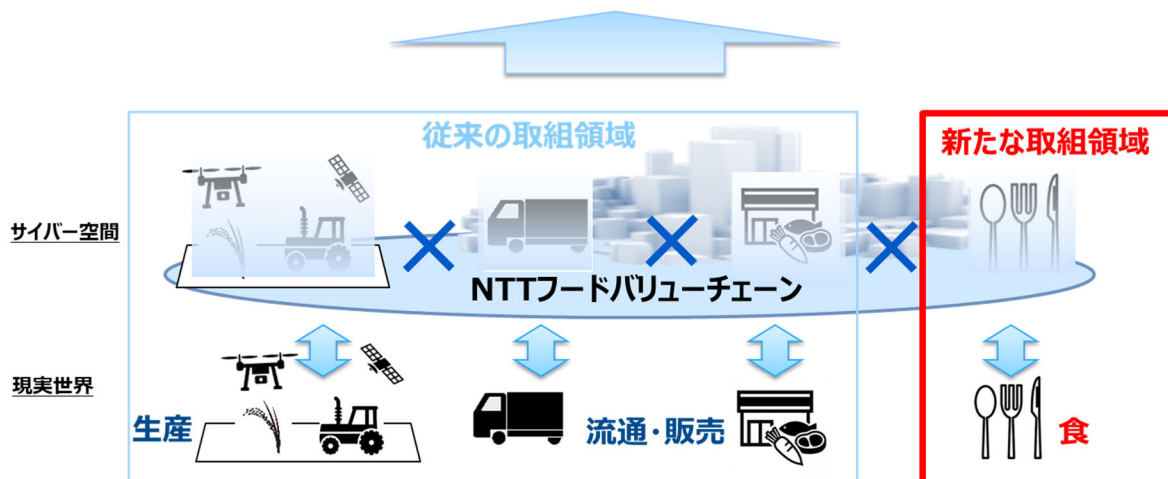 従来の取組領域
新たな取組領域
サイバー空間
NTTフードバリューチェーン
現実世界
生産
流通・販売
食